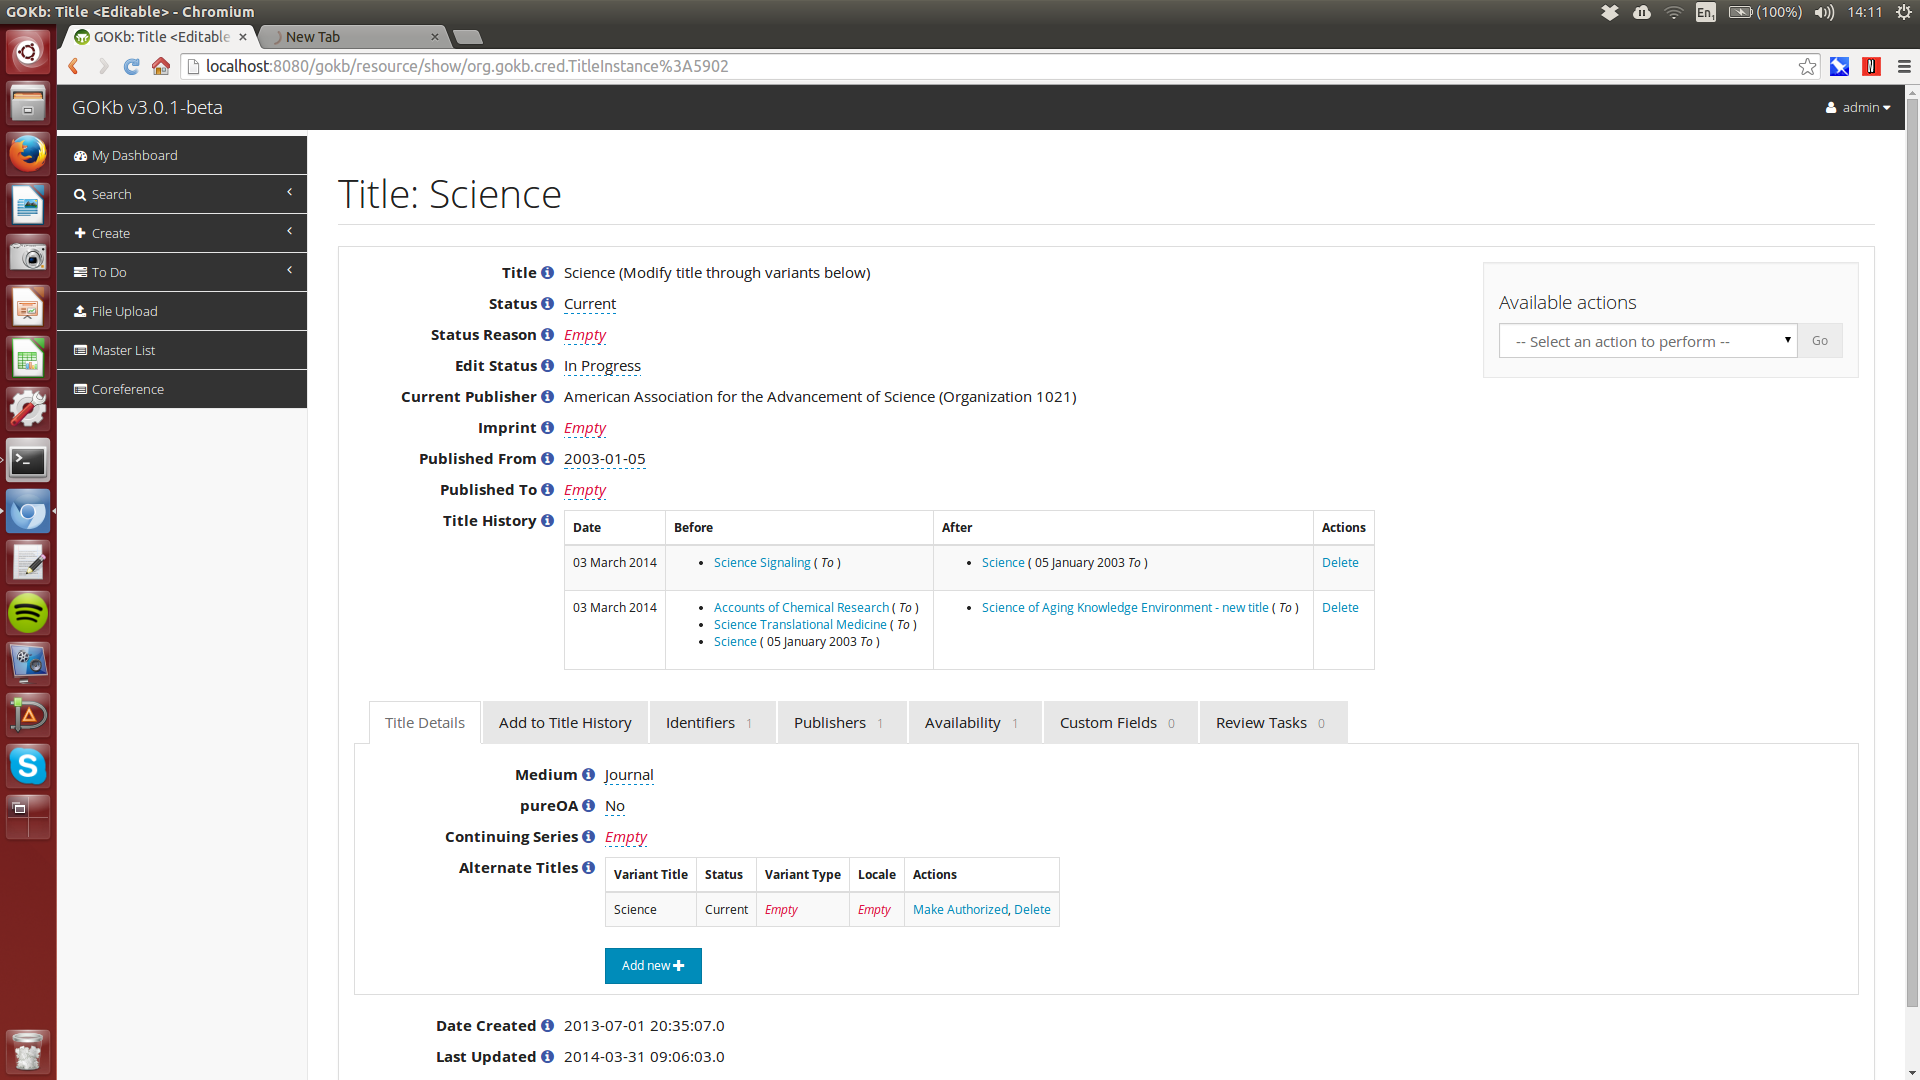 GOKb: Title <Editable> - Chromium
En1 (100%) 14:11
GOKb: Title <Editable × New Tab ×
localhost:8080/gokb/resource/show/org.gokb.cred.TitleInstance%3A5902
GOKb v3.0.1-beta
admin
My Dashboard
Search
Create
To Do
File Upload
Master List
Coreference
Title: Science
Title Science (Modify title through variants below)
Status Current
Status Reason Empty
Edit Status In Progress
Current Publisher American Association for the Advancement of Science (Organization 1021)
Imprint Empty
Published From 2003-01-05
Published To Empty
Title History
Date Before After Actions
03 March 2014 • Science Signaling ( To ) • Science ( 05 January 2003 To ) Delete
03 March 2014 • Accounts of Chemical Research ( To ) • Science of Aging Knowledge Environment - new title ( To ) Delete
• Science Translational Medicine ( To )
• Science ( 05 January 2003 To )
Available actions
-- Select an action to perform -- Go
Title Details Add to Title History Identifiers 1 Publishers 1 Availability 1 Custom Fields 0 Review Tasks 0
Medium Journal
pureOA No
Continuing Series Empty
Alternate Titles
Variant Title Status Variant Type Locale Actions
Science Current Empty Empty Make Authorized, Delete
Add new
Date Created 2013-07-01 20:35:07.0
Last Updated 2014-03-31 09:06:03.0